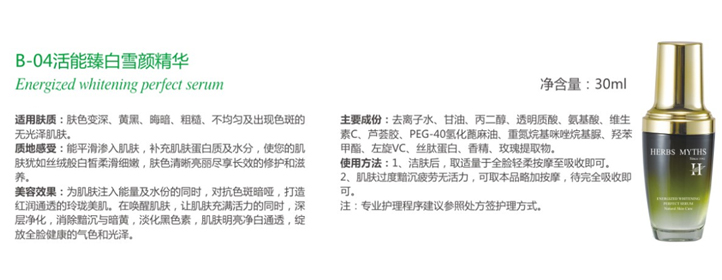 B-04活能臻白雪颜精华
Energized whitening perfect serum
适用肤质：肤色变深、黄黑、晦暗、粗糙、不均匀及出现色斑的
无光泽肌肤。
质地感受：能平滑渗入肌肤，补充肌肤蛋白质及水分，使您的肌
肤犹如丝绒般白皙柔滑细嫩，肤色清晰亮丽尽享长效的修护和滋
养。
美容效果：为肌肤注入能量及水份的同时，对抗色斑暗哑，打造
红润通透的玲珑美肌。在唤醒肌肤，让肌肤充满活力的同时，深
层净化，消除黯沉与暗黄，淡化黑色素，肌肤明亮净白通透，绽
放全脸健康的气色和光泽。
净含量：30ml
主要成份：去离子水、甘油、丙二醇、透明质酸、氨基酸、维生
素C、芦荟胶、PEG-40氢化蓖麻油、重氮烷基咪唑烷基脲、羟苯
甲酯、左旋VC、丝肽蛋白、香精、玫瑰提取物。
使用方法：1、洁肤后，取适量于全脸轻柔按摩至吸收即可。
2、肌肤过度黯沉疲劳无活力，可取本品略加按摩，待完全吸收即
可。
注：专业护理程序建议参照处方签护理方式。
HERBS MYTHS
H
ENERGIZED WHITENING
PERFECT SERUM